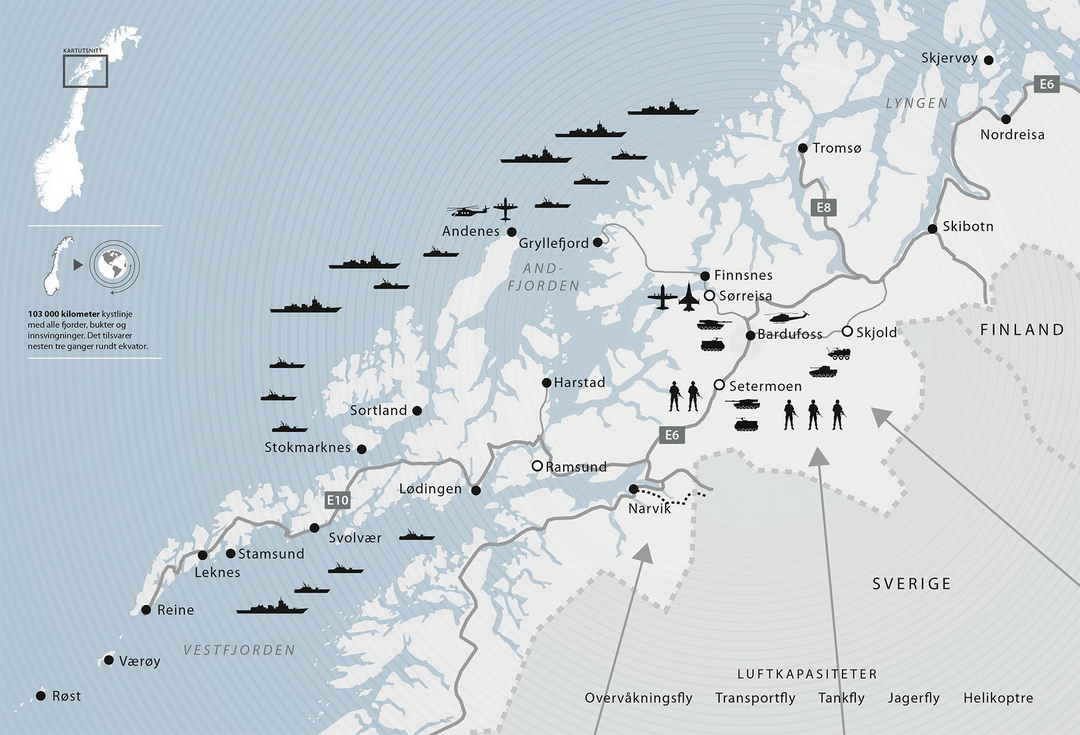 KARTUTSNITT
103 000 kilometer kystlinje
med alle fjorder, bukter og
innsvingninger. Det tilsvarer
nesten tre ganger rundt ekvator.
Skjervøy
E6
LYNGEN
Nordreisa
Tromsø
E8
Skibotn
Andenes
Gryllefjord
AND-
FJORDEN
Finnsnes
Sørreisa
Bardufoss
Skjold
FINLAND
Harstad
Setermoen
Sortland
Stokmarknes
E6
Ramsund
Lødingen
E10
Narvik
Svolvær
Stamsund
Leknes
SVERIGE
Reine
VESTFJORDEN
Værøy
Røst
LUFTKAPASITETER
Overvåkningsfly Transportfly Tankfly Jagerfly Helikoptre